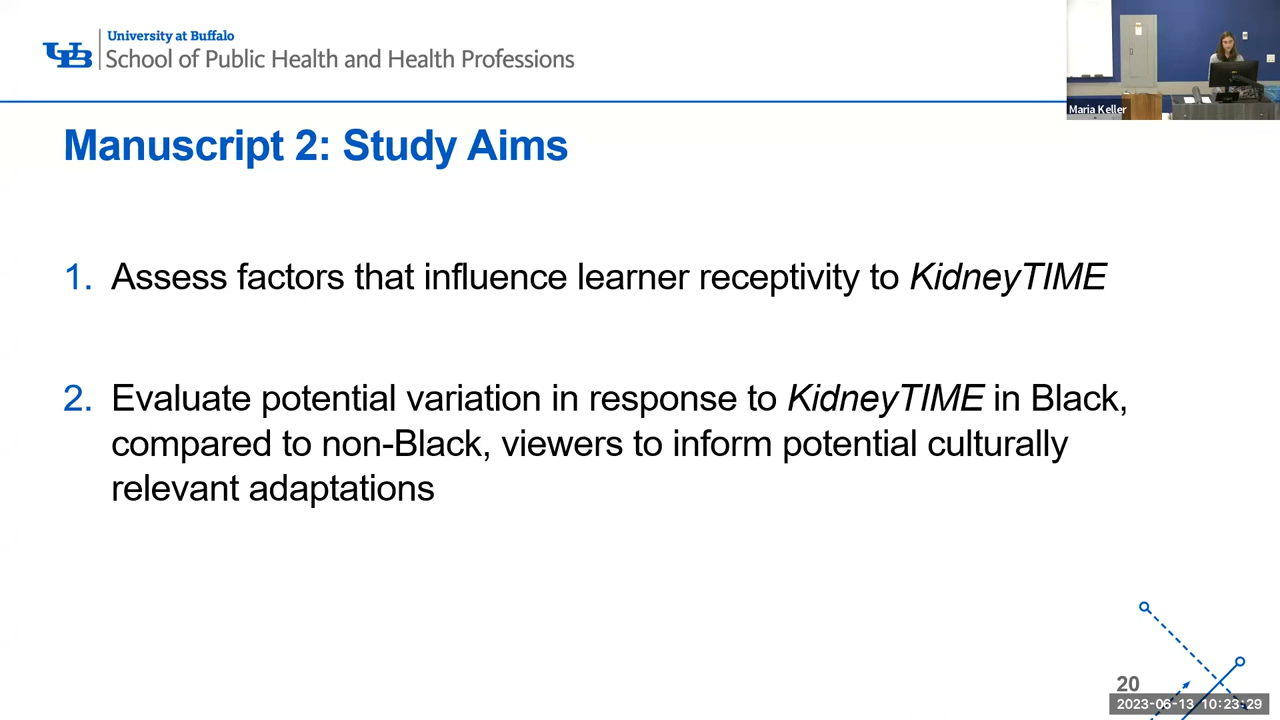 University at Buffalo
UB
School of Public Health and Health Professions
Maria Keller
Manuscript 2: Study Aims
1. Assess factors that influence learner receptivity to KidneyTIME
2. Evaluate potential variation in response to KidneyTIME in Black,
compared to non-Black, viewers to inform potential culturally
relevant adaptations
20
2023-06-13 10:23:29